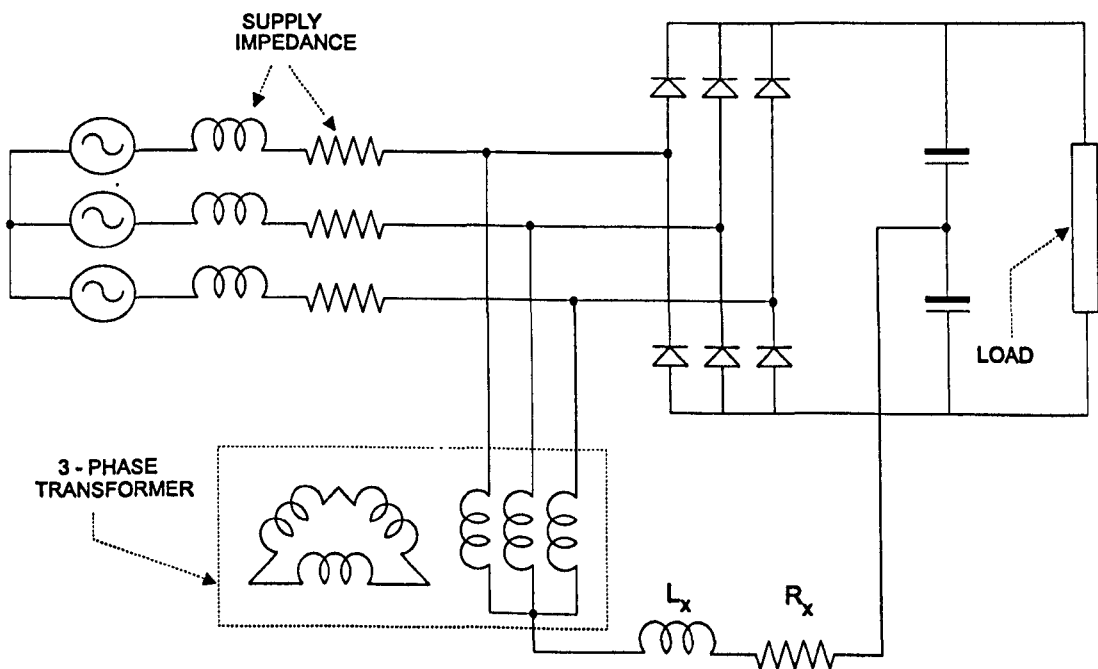 SUPPLY
IMPEDANCE
LOAD
3 - PHASE
TRANSFORMER
Lx
Rx